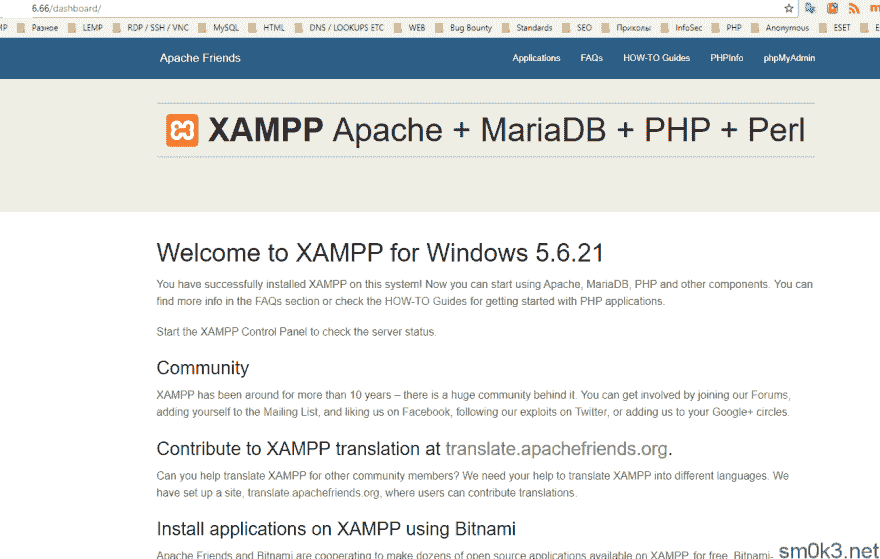 6.66/dashboard/
MP Разное LEMP RDP / SSH / VNC MySQL HTML DNS / LOOKUPS ETC WEB Bug Bounty Standards SEO Приколы InfoSec PHP Anonymous ESET
Apache Friends Applications FAQs HOW-TO Guides PHPInfo phpMyAdmin
XAMPP Apache + MariaDB + PHP + Perl
Welcome to XAMPP for Windows 5.6.21
You have successfully installed XAMPP on this system! Now you can start using Apache, MariaDB, PHP and other components. You can
find more info in the FAQs section or check the HOW-TO Guides for getting started with PHP applications.
Start the XAMPP Control Panel to check the server status.
Community
XAMPP has been around for more than 10 years – there is a huge community behind it. You can get involved by joining our Forums,
adding yourself to the Mailing List, and liking us on Facebook, following our exploits on Twitter, or adding us to your Google+ circles.
Contribute to XAMPP translation at translate.apachefriends.org.
Can you help translate XAMPP for other community members? We need your help to translate XAMPP into different languages. We
have set up a site, translate.apachefriends.org, where users can contribute translations.
Install applications on XAMPP using Bitnami
Apache Friends and Bitnami are cooperating to make dozens of open source applications available on XAMPP, for free. Bitnami-
sm0k3.net